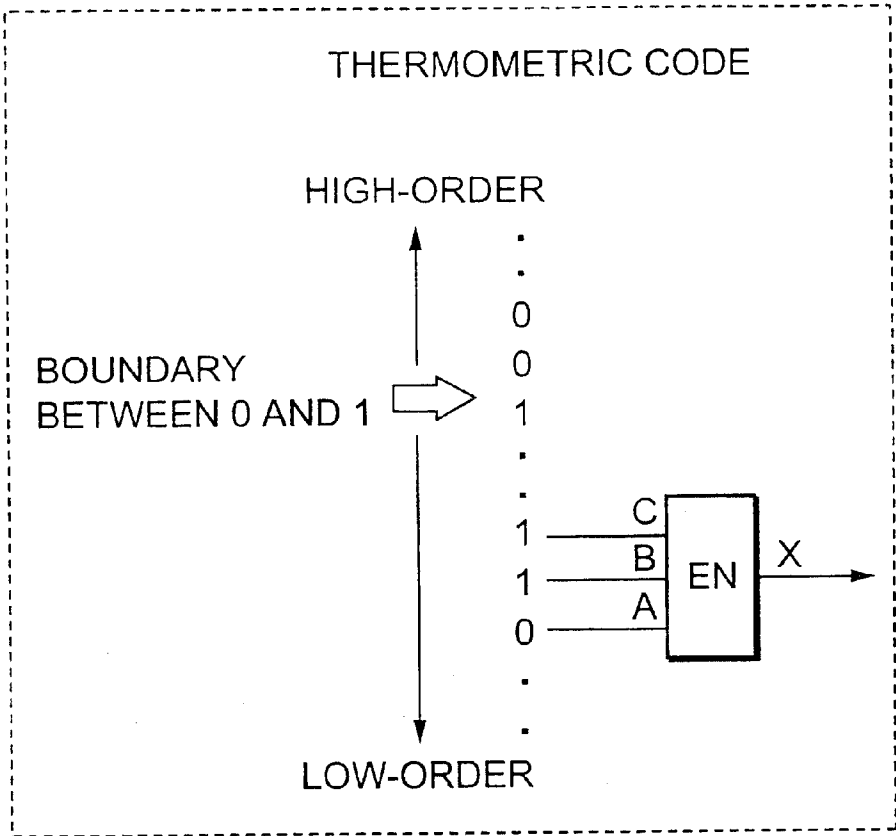 THERMOMETRIC CODE
HIGH-ORDER
.
.
0
0
BOUNDARY
BETWEEN 0 AND 1
1
.
.
1 C
1 B EN X
0 A
.
.
LOW-ORDER